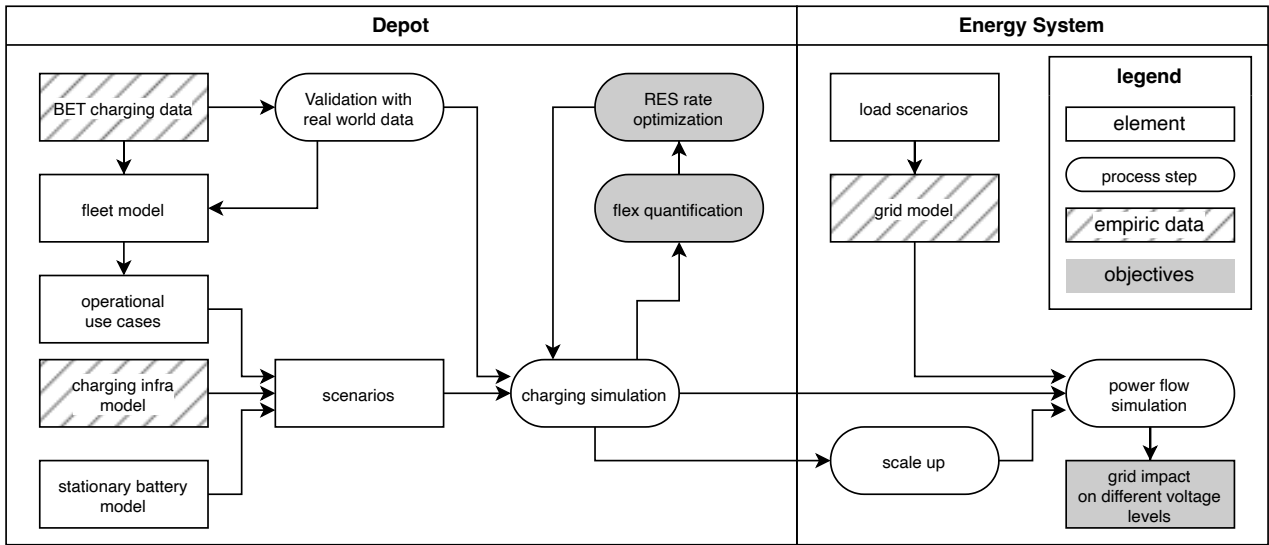 Depot
Energy System
BET charging data
Validation with
real world data
RES rate
optimization
load scenarios
legend
element
process step
empiric data
objectives
fleet model
flex quantification
grid model
operational
use cases
charging infra
model
scenarios
charging simulation
power flow
simulation
stationary battery
model
scale up
grid impact
on different voltage
levels